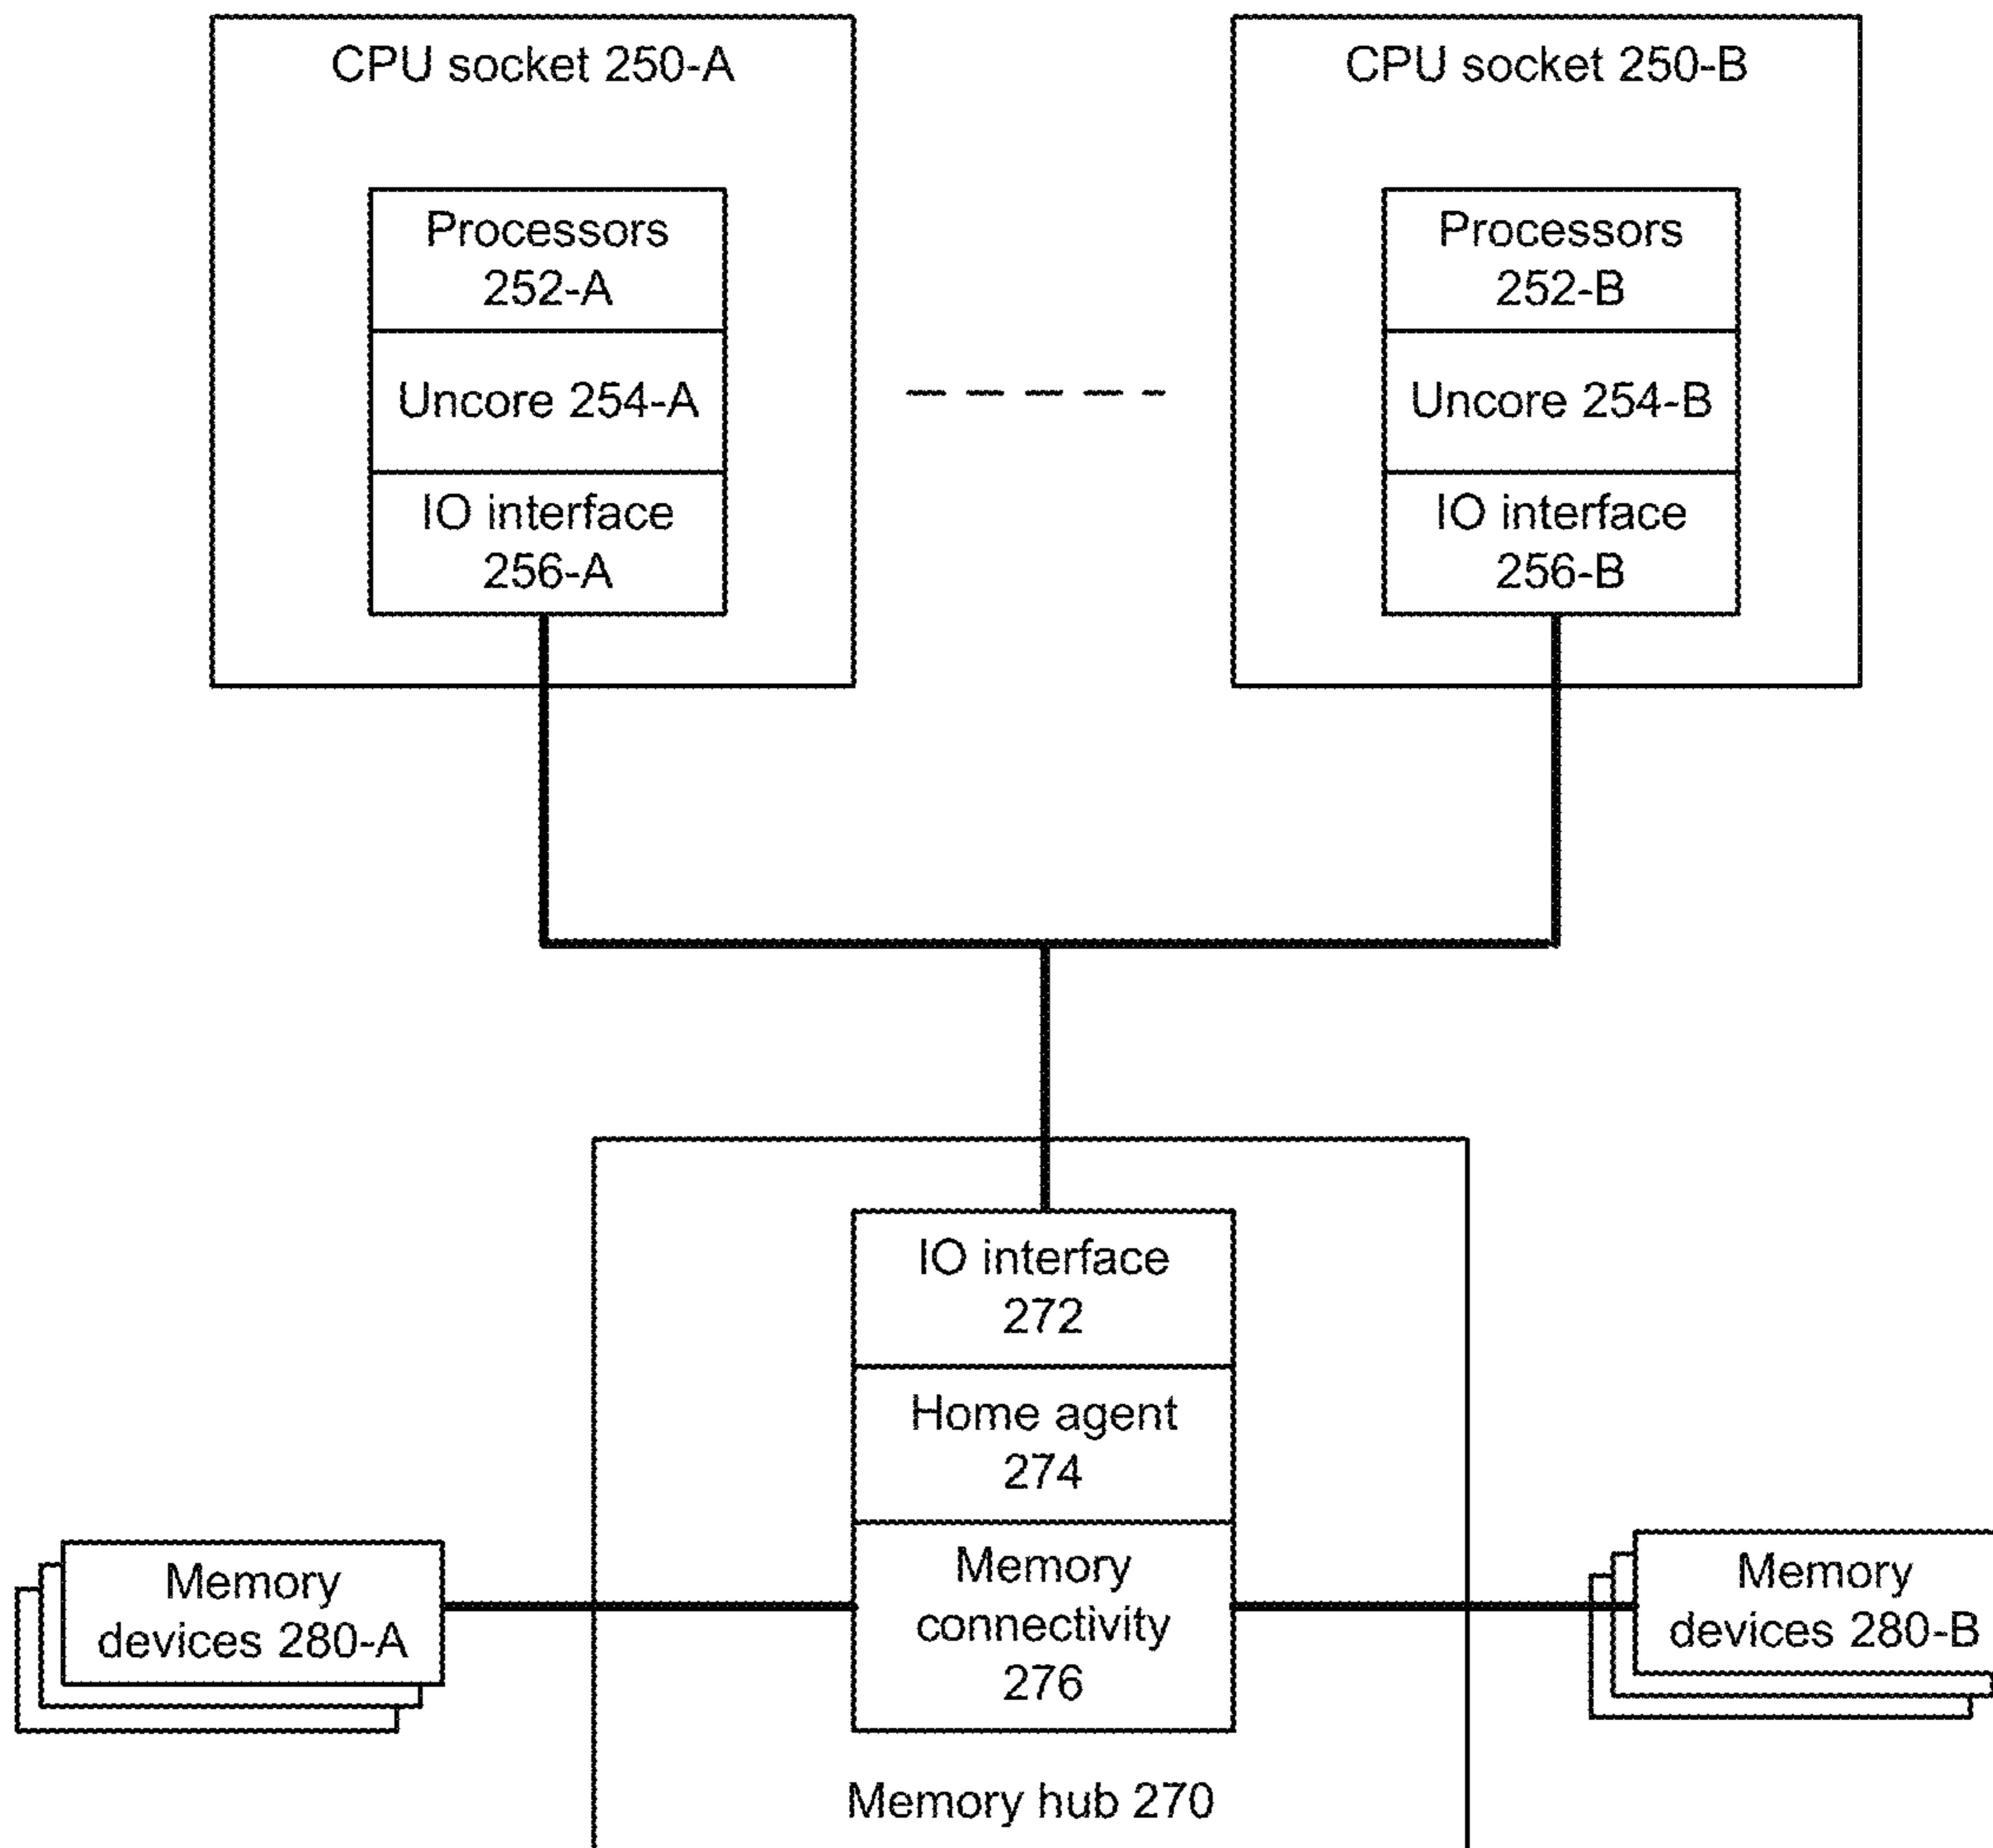 CPU socket 250-A
CPU socket 250-B
Processors
252-A
Uncore 254-A
IO interface
256-A
Processors
252-B
Uncore 254-B
IO interface
256-B
IO interface
272
Home agent
274
Memory
connectivity
276
Memory
devices 280-A
Memory
devices 280-B
Memory hub 270